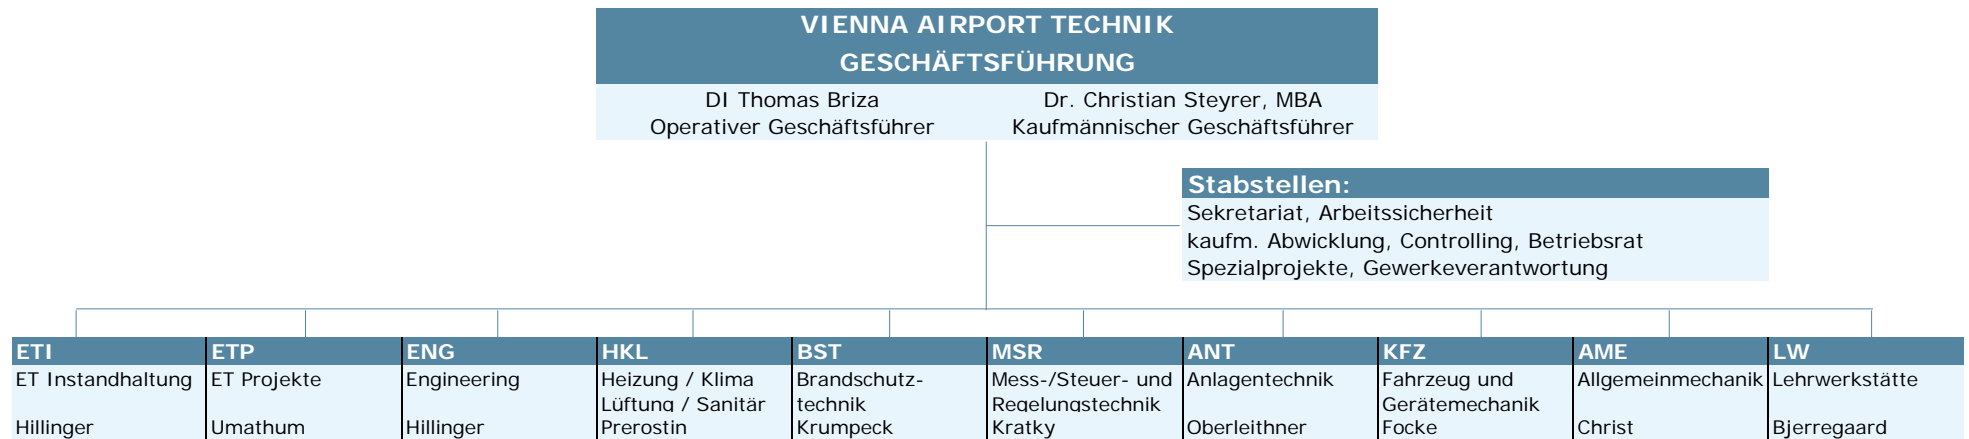 VIENNA AIRPORT TECHNIK
GESCHÄFTSFÜHRUNG
DI Thomas Briza
Operativer Geschäftsführer
Dr. Christian Steyrer, MBA
Kaufmännischer Geschäftsführer
Stabstellen:
Sekretariat, Arbeitssicherheit
kaufm. Abwicklung, Controlling, Betriebsrat
Spezialprojekte, Gewerkeverantwortung
ETI
ET Instandhaltung
Hillinger
ETP
ET Projekte
Umathum
ENG
Engineering
Hillinger
HKL
Heizung / Klima
Lüftung / Sanitär
Prerostin
BST
Brandschutz-
technik
Krumpeck
MSR
Mess-/Steuer- und
Regelungstechnik
Kratky
ANT
Anlagentechnik
Oberleithner
KFZ
Fahrzeug und
Gerätemechanik
Focke
AME
Allgemeinmechanik
Christ
LW
Lehrwerkstätte
Bjerregaard